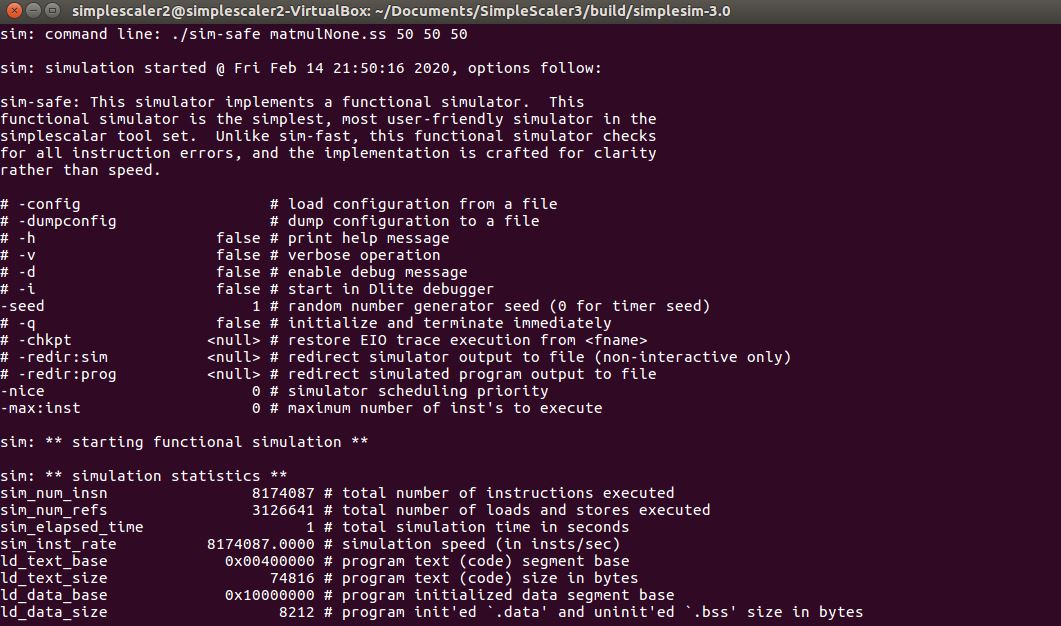 simplescaler2@simplescaler2-VirtualBox: ~/Documents/SimpleScaler3/build/simplesim-3.0
sim: command line: ./sim-safe matmulNone.ss 50 50 50
sim: simulation started @ Fri Feb 14 21:50:16 2020, options follow:
sim-safe: This simulator implements a functional simulator.  This
functional simulator is the simplest, most user-friendly simulator in the
simplescalar tool set.  Unlike sim-fast, this functional simulator checks
for all instruction errors, and the implementation is crafted for clarity
rather than speed.
# -config                     # load configuration from a file
# -dumpconfig                 # dump configuration to a file
# -h                    false # print help message
# -v                    false # verbose operation
# -d                    false # enable debug message
# -i                    false # start in Dlite debugger
-seed                       1 # random number generator seed (0 for timer seed)
# -q                    false # initialize and terminate immediately
# -chkpt               <null> # restore EIO trace execution from <fname>
# -redir:sim           <null> # redirect simulator output to file (non-interactive only)
# -redir:prog          <null> # redirect simulated program output to file
-nice                       0 # simulator scheduling priority
-max:inst                   0 # maximum number of inst's to execute
sim: ** starting functional simulation **
sim: ** simulation statistics **
sim_num_insn                8174087 # total number of instructions executed
sim_num_refs                3126641 # total number of loads and stores executed
sim_elapsed_time                  1 # total simulation time in seconds
sim_inst_rate          8174087.0000 # simulation speed (in insts/sec)
ld_text_base             0x00400000 # program text (code) segment base
ld_text_size                  74816 # program text (code) size in bytes
ld_data_base             0x10000000 # program initialized data segment base
ld_data_size                   8212 # program init'ed `.data' and uninit'ed `.bss' size in bytes